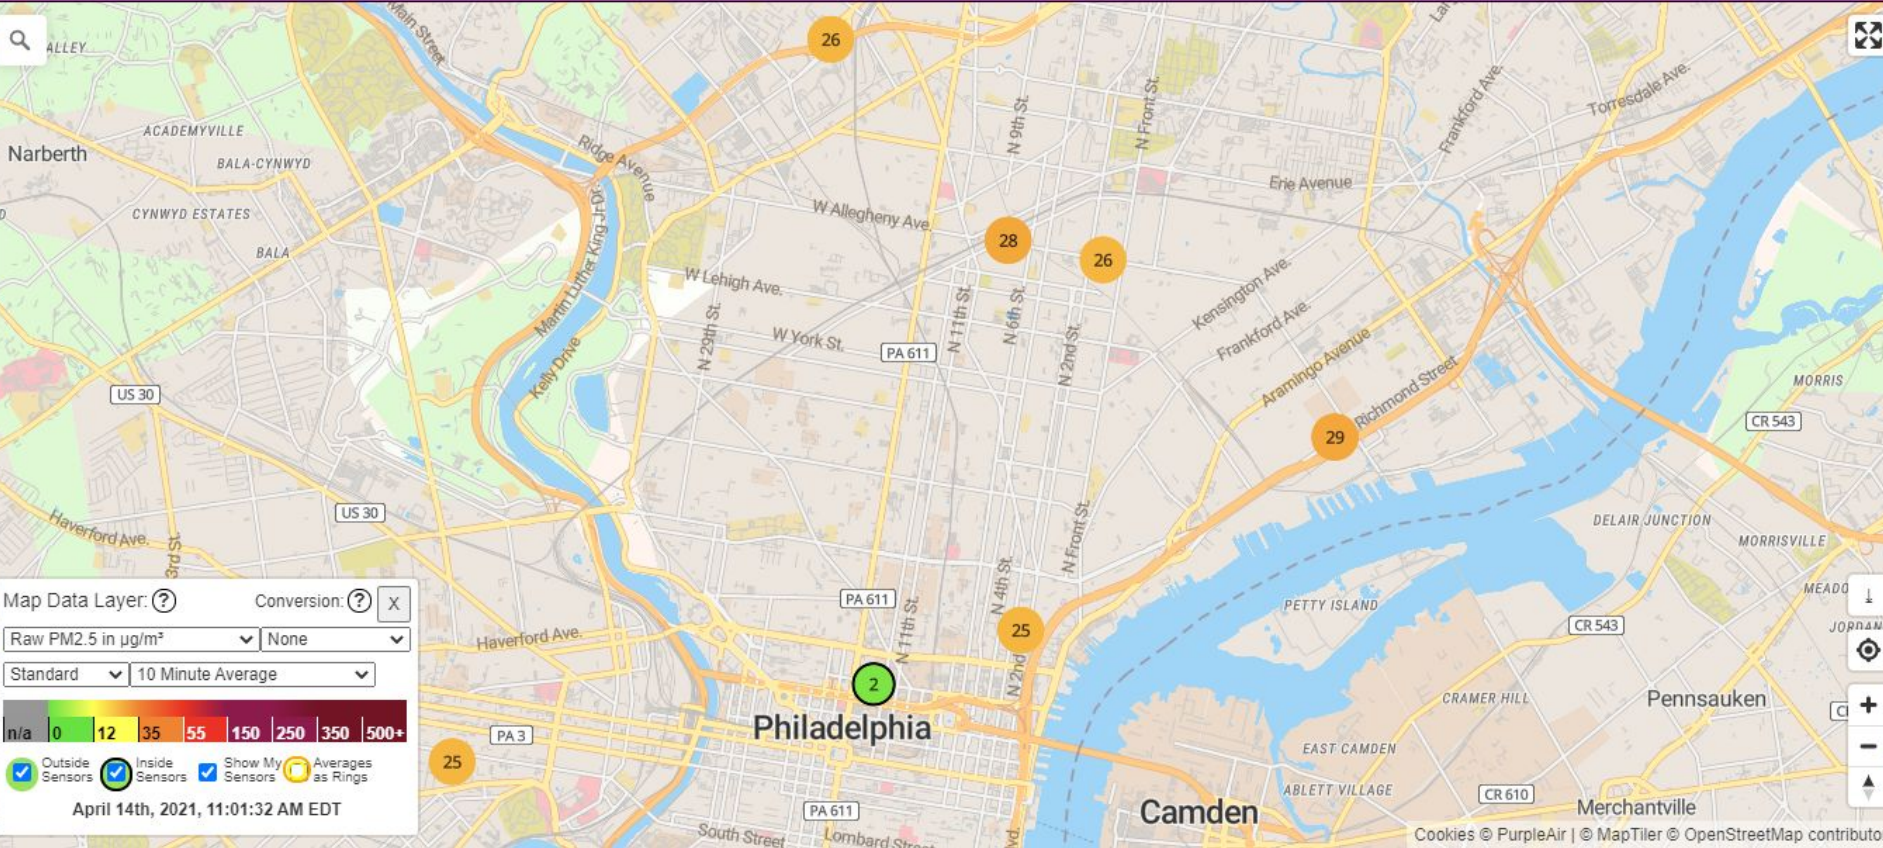 Main Street
26
ALLEY
Lan
Frankford Ave.
Torresdale Ave.
ACADEMYVILLE
Narberth
BALA-CYNWYD
Ridge Avenue
N 9th St.
N Front St.
Erie Avenue
CYNWYD ESTATES
W Allegheny Ave.
BALA
28
26
Martin Luther King Jr Dr.
W Lehigh Ave.
Kensington Ave.
N 29th St.
W York St.
N 11th St.
N 6th St.
Frankford Ave.
PA 611
N 2nd St.
Kelly Drive
Aramingo Avenue
Richmond Street
MORRIS
US 30
CR 543
29
US 30
Haverford Ave.
3rd St.
N Front St.
DELAIR JUNCTION
MORRISVILLE
MEADO
N 4th St.
PA 611
PETTY ISLAND
CR 543
JORDAN
Haverford Ave.
N 11th St.
25
N 2nd
2
Philadelphia
CRAMER HILL
Pennsauken
PA 3
25
EAST CAMDEN
ABLETT VILLAGE
CR 610
Camden
Merchantville
PA 611
South Street
Lombard Stre
vd.
Map Data Layer: ? Conversion: ? X
Raw PM2.5 in µg/m³ None
Standard 10 Minute Average
n/a 0 12 35 55 150 250 350 500+
Outside Sensors
Inside Sensors
Show My Sensors
Averages as Rings
April 14th, 2021, 11:01:32 AM EDT
Cookies © PurpleAir | © MapTiler © OpenStreetMap contributo